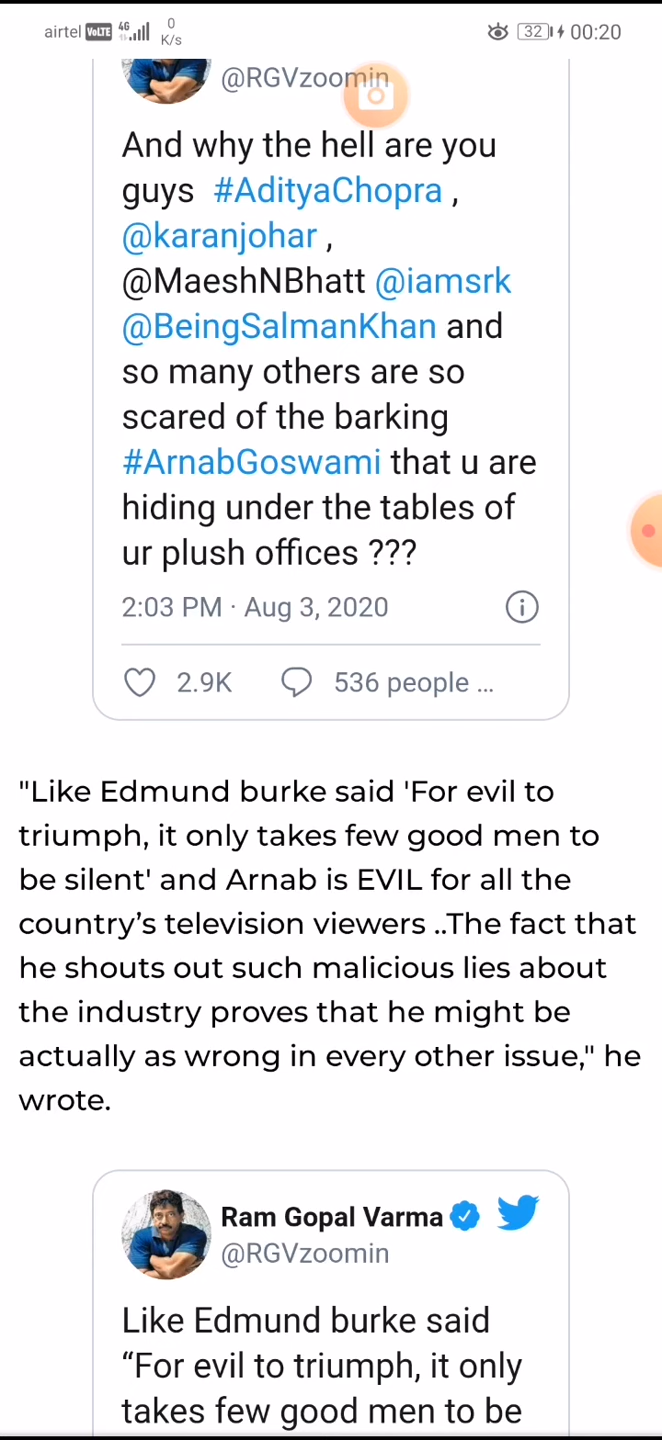 airtel VoLTE 4G 0 K/s 32 00:20
@RGVzoomin
And why the hell are you
guys #AdityaChopra ,
@karanjohar ,
@MaeshNBhatt @iamsrk
@BeingSalmanKhan and
so many others are so
scared of the barking
#ArnabGoswami that u are
hiding under the tables of
ur plush offices ???
2:03 PM · Aug 3, 2020
2.9K 536 people ...
"Like Edmund burke said 'For evil to
triumph, it only takes few good men to
be silent' and Arnab is EVIL for all the
country’s television viewers ..The fact that
he shouts out such malicious lies about
the industry proves that he might be
actually as wrong in every other issue," he
wrote.
Ram Gopal Varma
@RGVzoomin
Like Edmund burke said
“For evil to triumph, it only
takes few good men to be